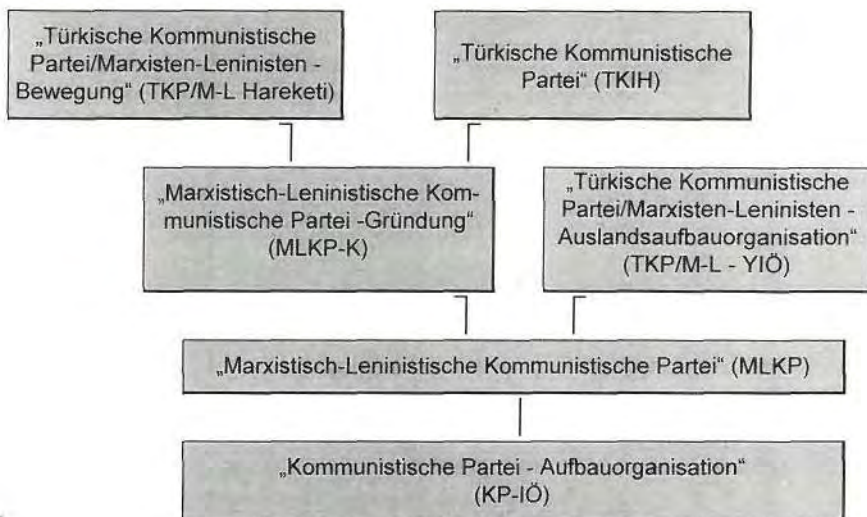 „Türkische Kommunistische
Partei/Marxisten-Leninisten -
Bewegung“ (TKP/M-L Hareketi)
„Türkische Kommunistische
Partei“ (TKIH)
„Marxistisch-Leninistische Kom-
munistische Partei -Gründung“
(MLKP-K)
„Türkische Kommunistische
Partei/Marxisten-Leninisten -
Auslandsaufbauorganisation“
(TKP/M-L - YIÖ)
„Marxistisch-Leninistische Kommunistische Partei“ (MLKP)
„Kommunistische Partei - Aufbauorganisation“
(KP-IÖ)